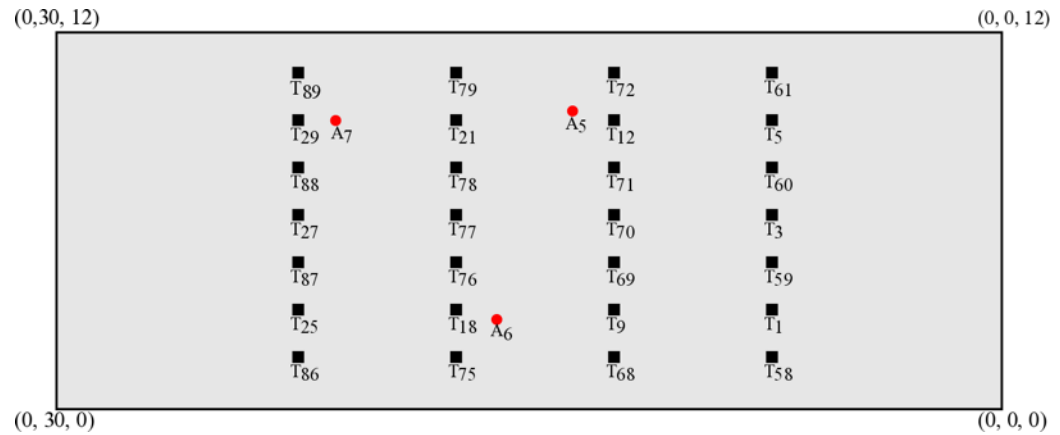 (0,30, 12) (0, 0,12)
T89 T79 T72 T61
A5
T29 A7 T21 T12 T5
T88 T78 T71 T60
T27 T77 T70 T3
T87 T76 T69 T59
T25 T18 A6 T9 T1
T86 T75 T68 T58
(0, 30, 0) (0, 0, 0)